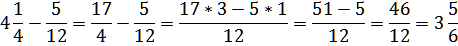 4 1/4 − 5/12 = 17/4 − 5/12 = (17 * 3 − 5 * 1)/12 = (51 − 5)/12 = 46/12 = 3 5/6